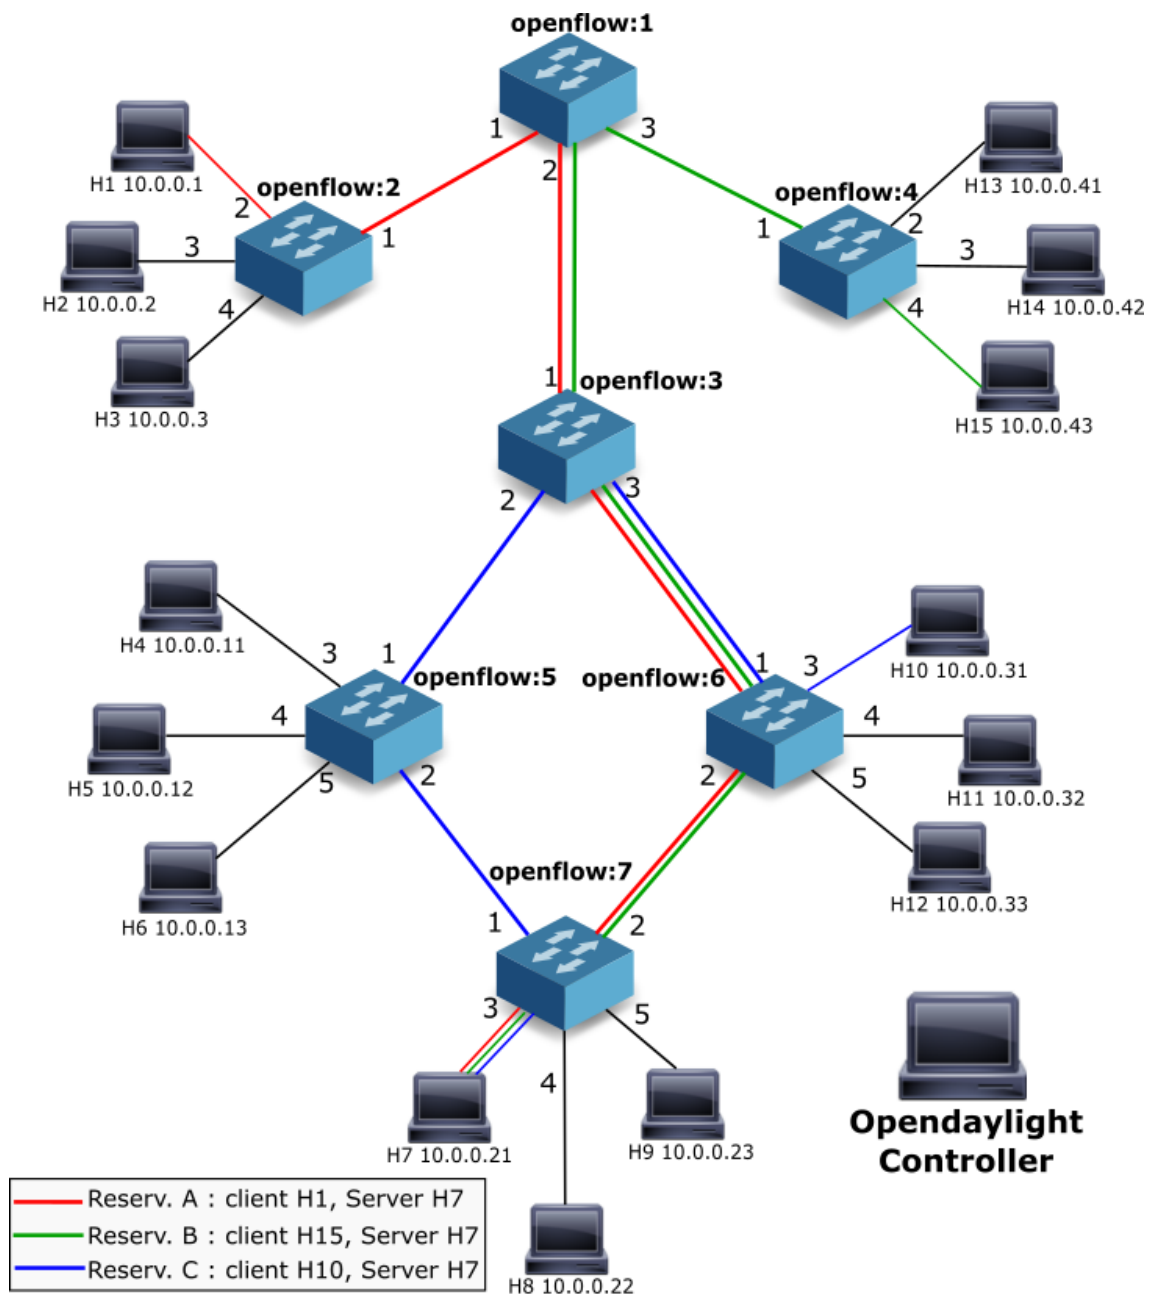 openflow:1
1
3
2
H1 10.0.0.1
openflow:2
2
1
3
H2 10.0.0.2
4
H3 10.0.0.3
openflow:4
1
2
H13 10.0.0.41
3
H14 10.0.0.42
4
H15 10.0.0.43
1
openflow:3
2
3
H4 10.0.0.11
3
1
openflow:5
4
H5 10.0.0.12
5
2
H6 10.0.0.13
openflow:6
1
3
H10 10.0.0.31
4
H11 10.0.0.32
2
5
H12 10.0.0.33
openflow:7
1
2
3
5
4
H7 10.0.0.21
H9 10.0.0.23
H8 10.0.0.22
Opendaylight
Controller
Reserv. A : client H1, Server H7
Reserv. B : client H15, Server H7
Reserv. C : client H10, Server H7